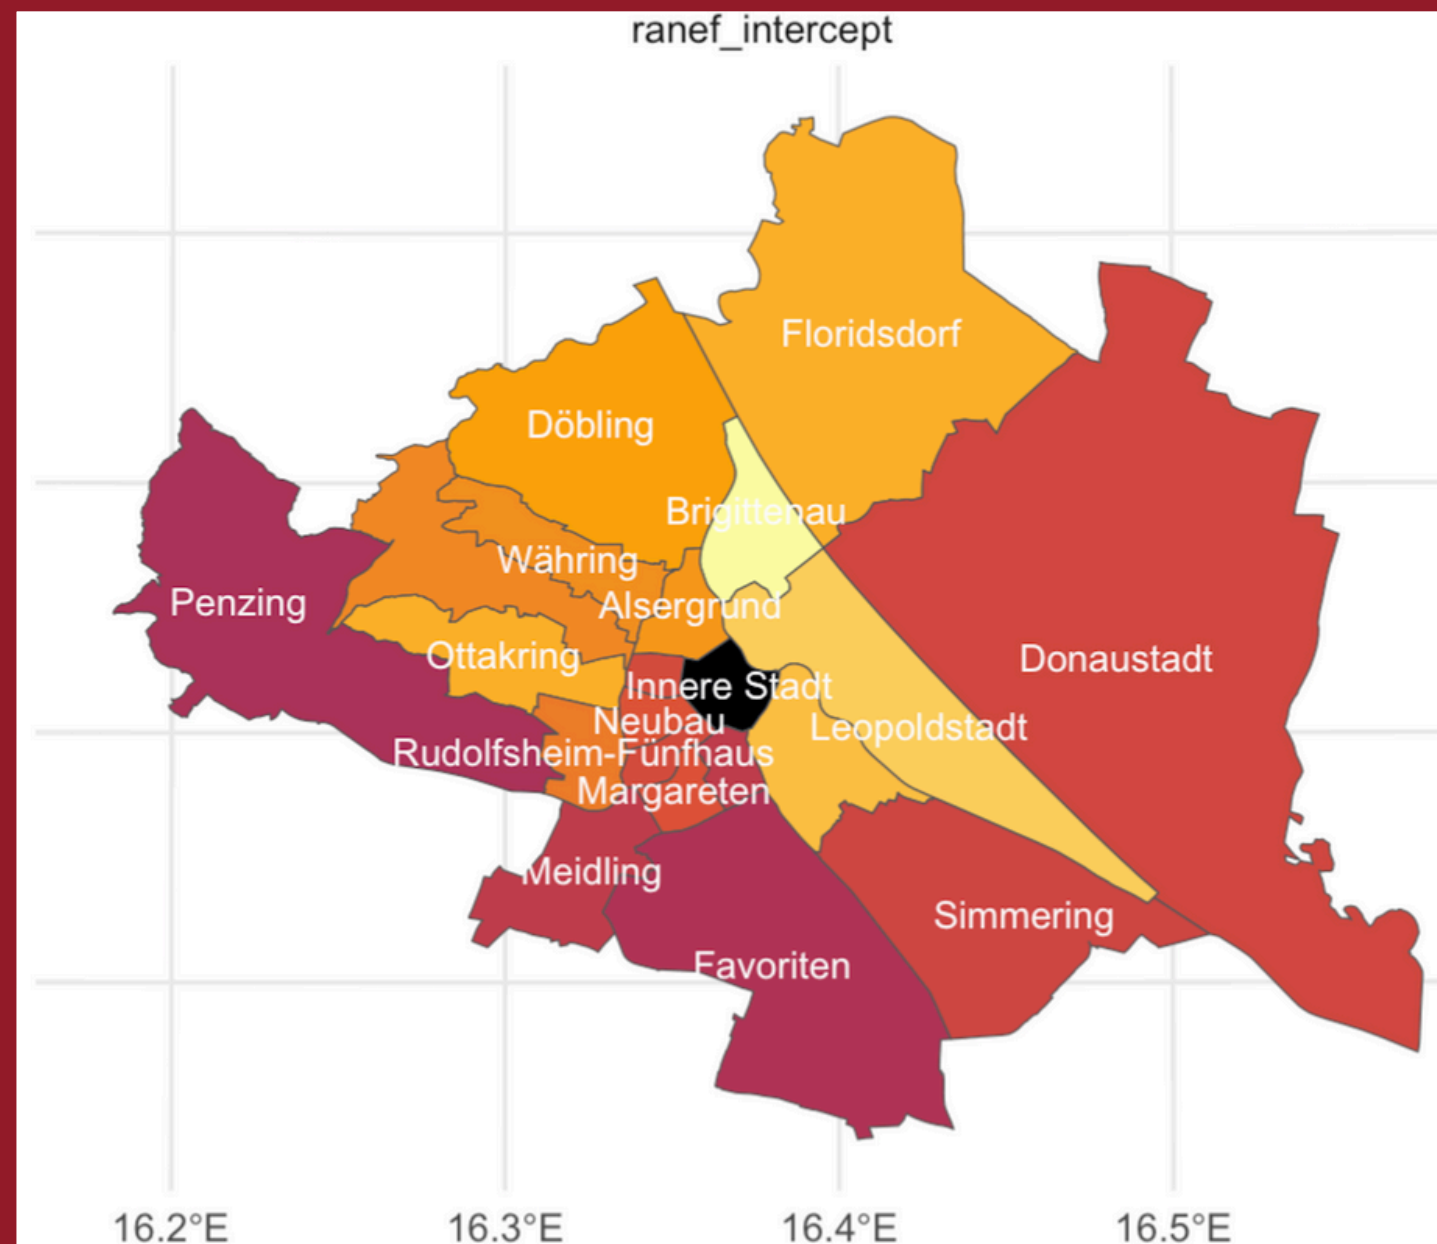 ranef_intercept
Floridsdorf
Döbling
Brigittenau
Währing
Penzing
Alsergrund
Ottakring
Donaustadt
Innere Stadt
Neubau
Leopoldstadt
Rudolfsheim-Fünfhaus
Margareten
Meidling
Simmering
Favoriten
16.2°E
16.3°E
16.4°E
16.5°E